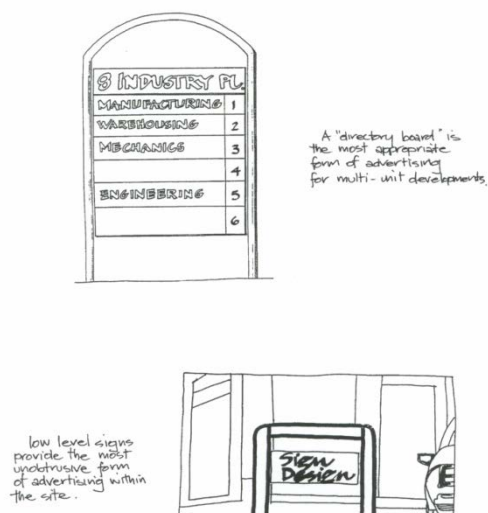 8 INDUSTRY PL.
MANUFACTURING 1
WAREHOUSING 2
MECHANICS 3
4
ENGINEERING 5
6
A "directory board" is
the most appropriate
form of advertising
for multi-unit developments.
low level signs
provide the most
unobtrusive form
of advertising within
the site.
Sign
Design